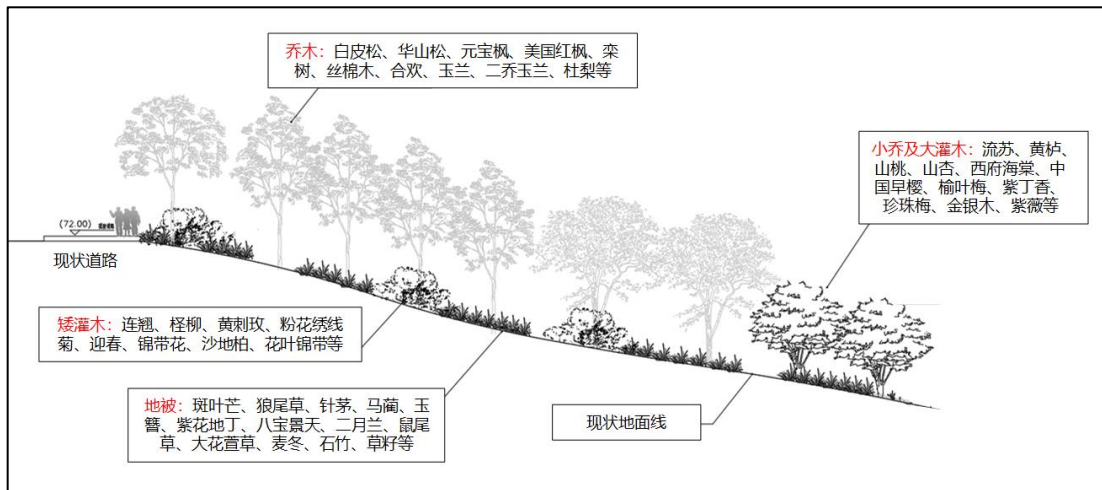 乔木：白皮松、华山松、元宝枫、美国红枫、栾
树、丝棉木、合欢、玉兰、二乔玉兰、杜梨等
小乔及大灌木：流苏、黄栌、
山桃、山杏、西府海棠、中
国早樱、榆叶梅、紫丁香、
珍珠梅、金银木、紫薇等
(72.00)
现状道路
矮灌木：连翘、柽柳、黄刺玫、粉花绣线
菊、迎春、锦带花、沙地柏、花叶锦带等
地被：斑叶芒、狼尾草、针茅、马蔺、玉
簪、紫花地丁、八宝景天、二月兰、鼠尾
草、大花萱草、麦冬、石竹、草籽等
现状地面线